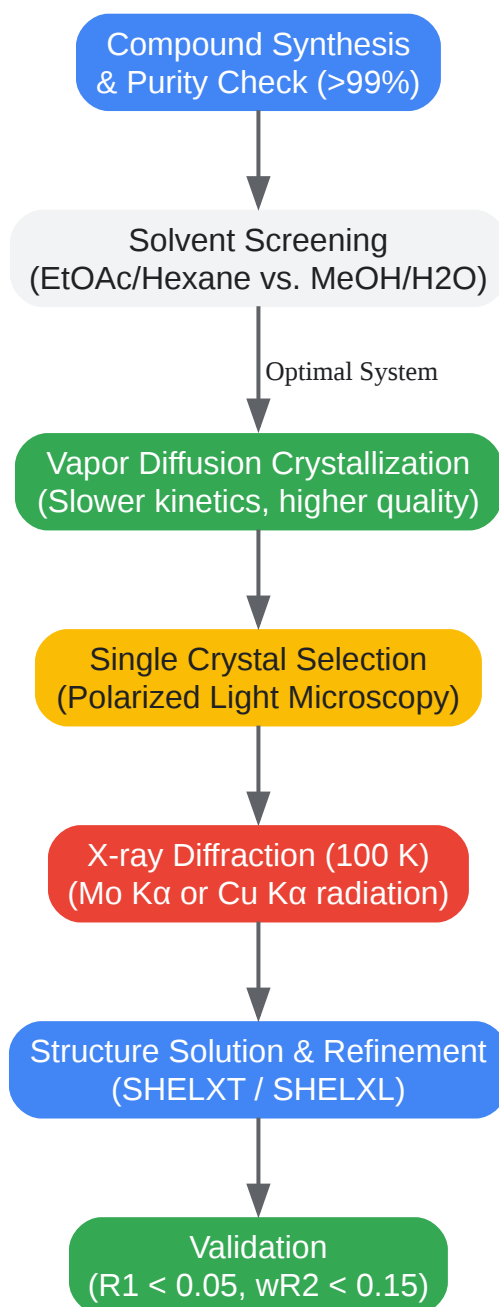 Compound Synthesis
& Purity Check (>99%)
Solvent Screening
(EtOAc/Hexane vs. MeOH/H2O)
Optimal System
Vapor Diffusion Crystallization
(Slower kinetics, higher quality)
Single Crystal Selection
(Polarized Light Microscopy)
X-ray Diffraction (100 K)
(Mo Kα or Cu Kα radiation)
Structure Solution & Refinement
(SHELXT / SHELXL)
Validation
(R1 < 0.05, wR2 < 0.15)